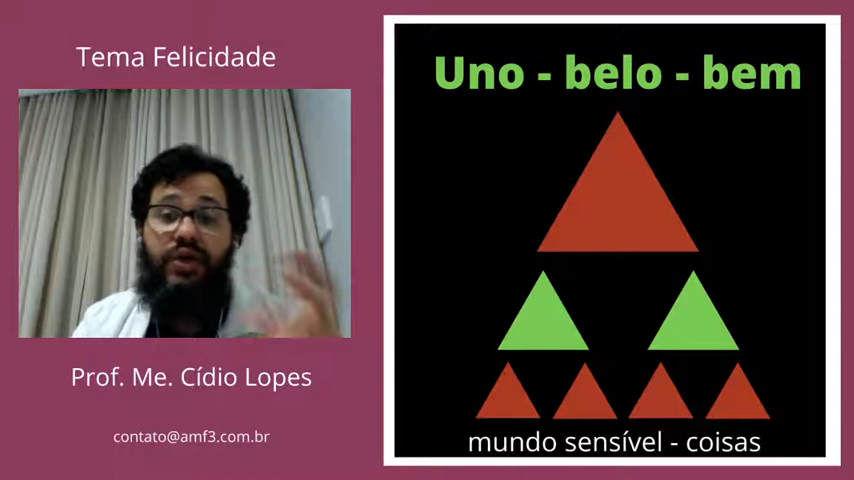 Tema Felicidade
Prof. Me. Cídio Lopes
contato@amf3.com.br
Uno - belo - bem
mundo sensível - coisas